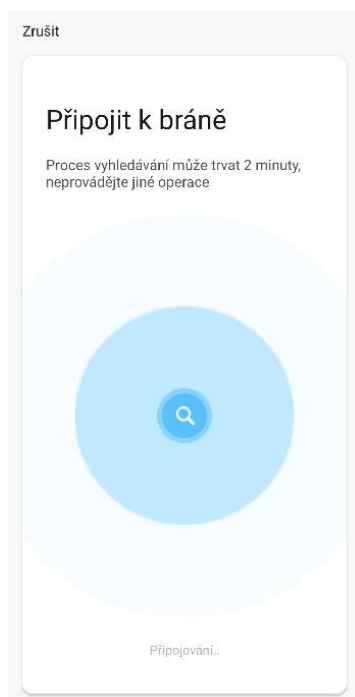 Zrušit
Připojit k bráně
Proces vyhledávání může trvat 2 minuty,
neprovádějte jiné operace
Připojování..